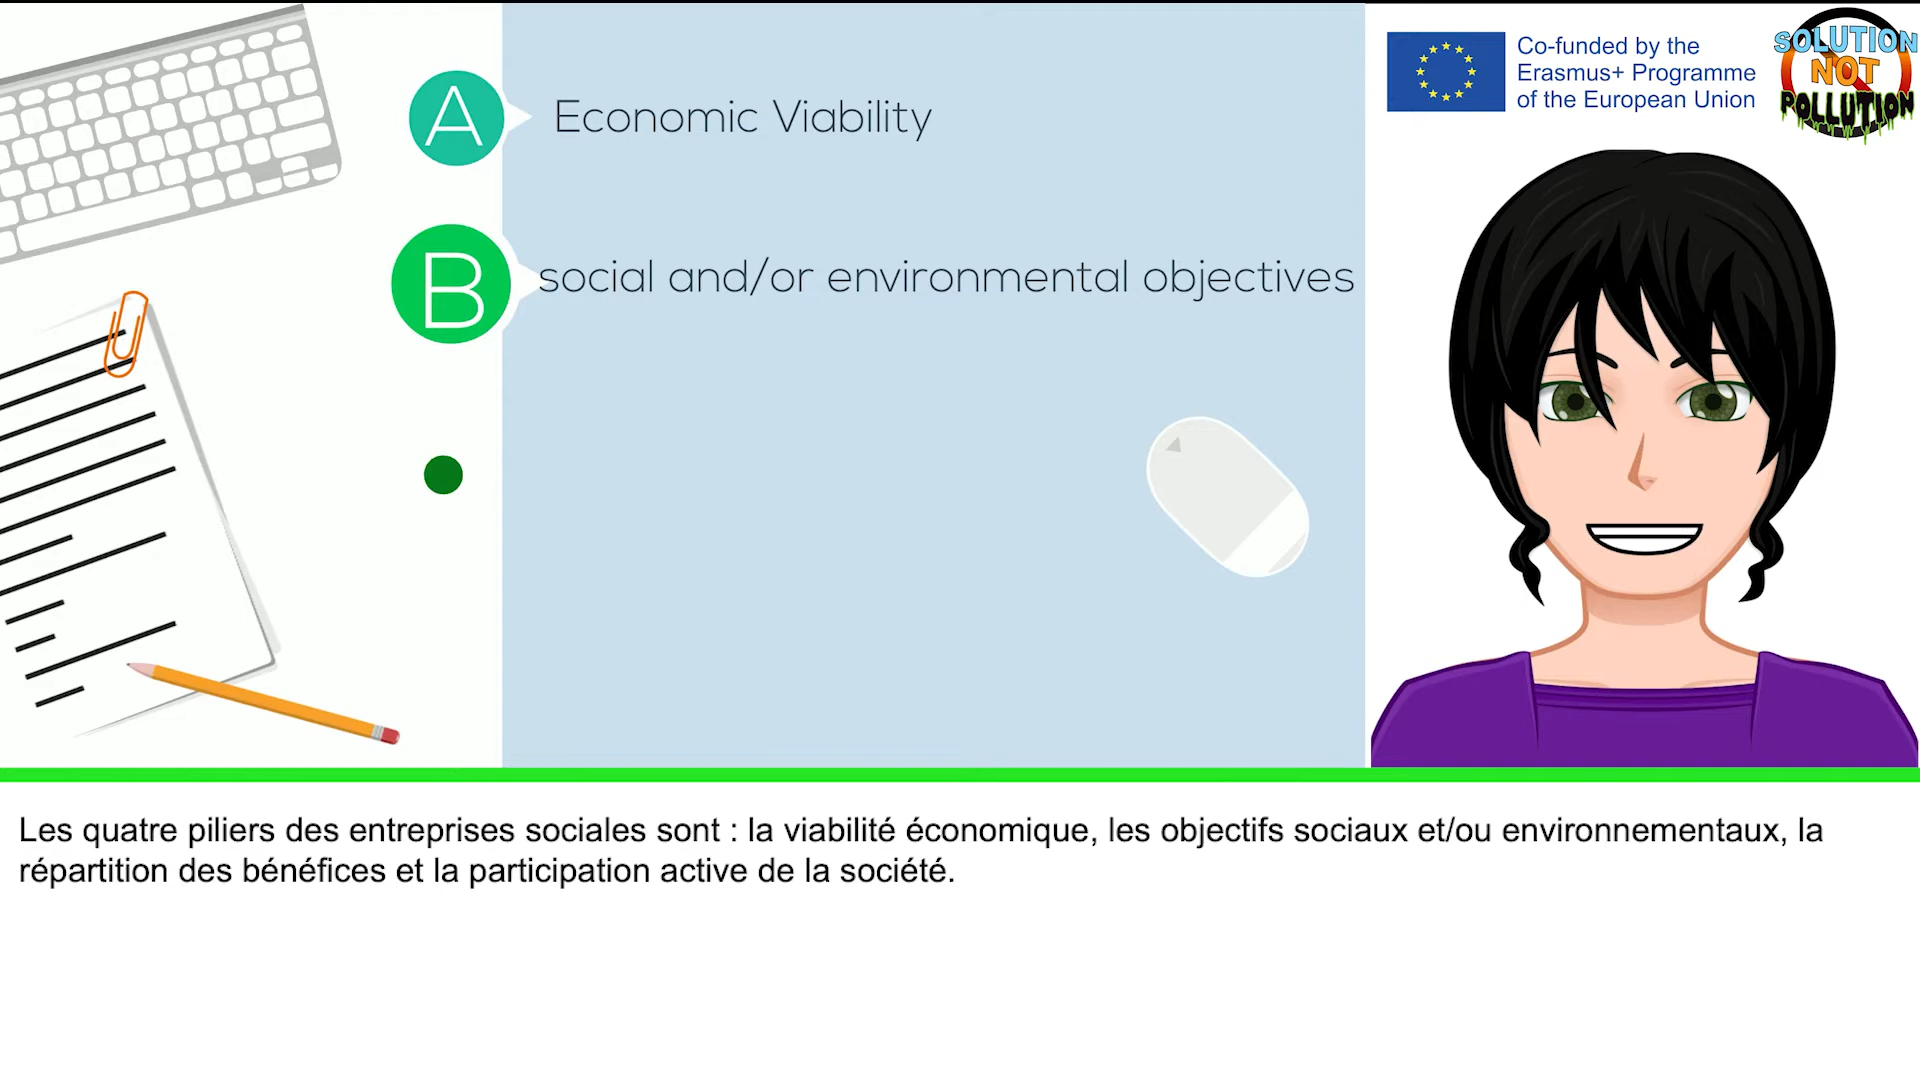 A
Economic Viability
B
social and/or environmental objectives
Co-funded by the
Erasmus+ Programme
of the European Union
SOLUTION
NOT
POLLUTION
Les quatre piliers des entreprises sociales sont : la viabilité économique, les objectifs sociaux et/ou environnementaux, la
répartition des bénéfices et la participation active de la société.